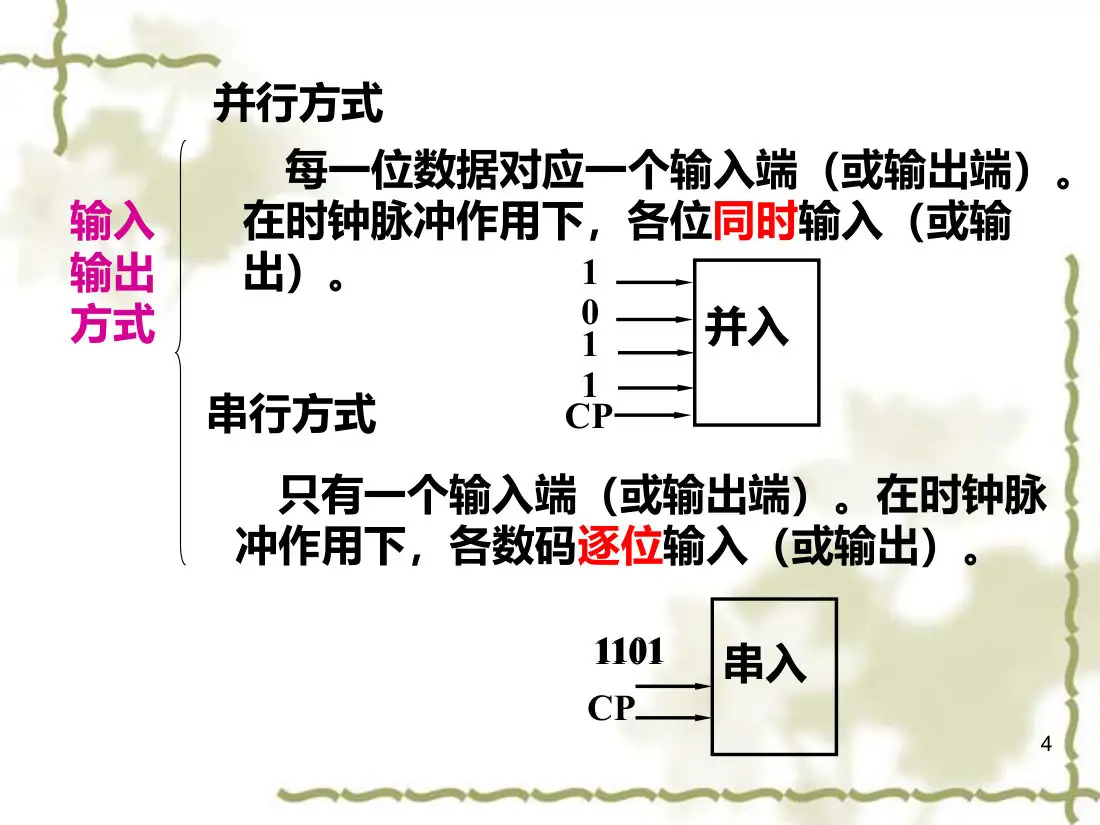 并行方式
每一位数据对应一个输入端（或输出端）。
在时钟脉冲作用下，各位同时输入（或输
出）。
输入
输出
方式
1
0
1
1
CP
并入
串行方式
只有一个输入端（或输出端）。在时钟脉
冲作用下，各数码逐位输入（或输出）。
1101
CP
串入
4